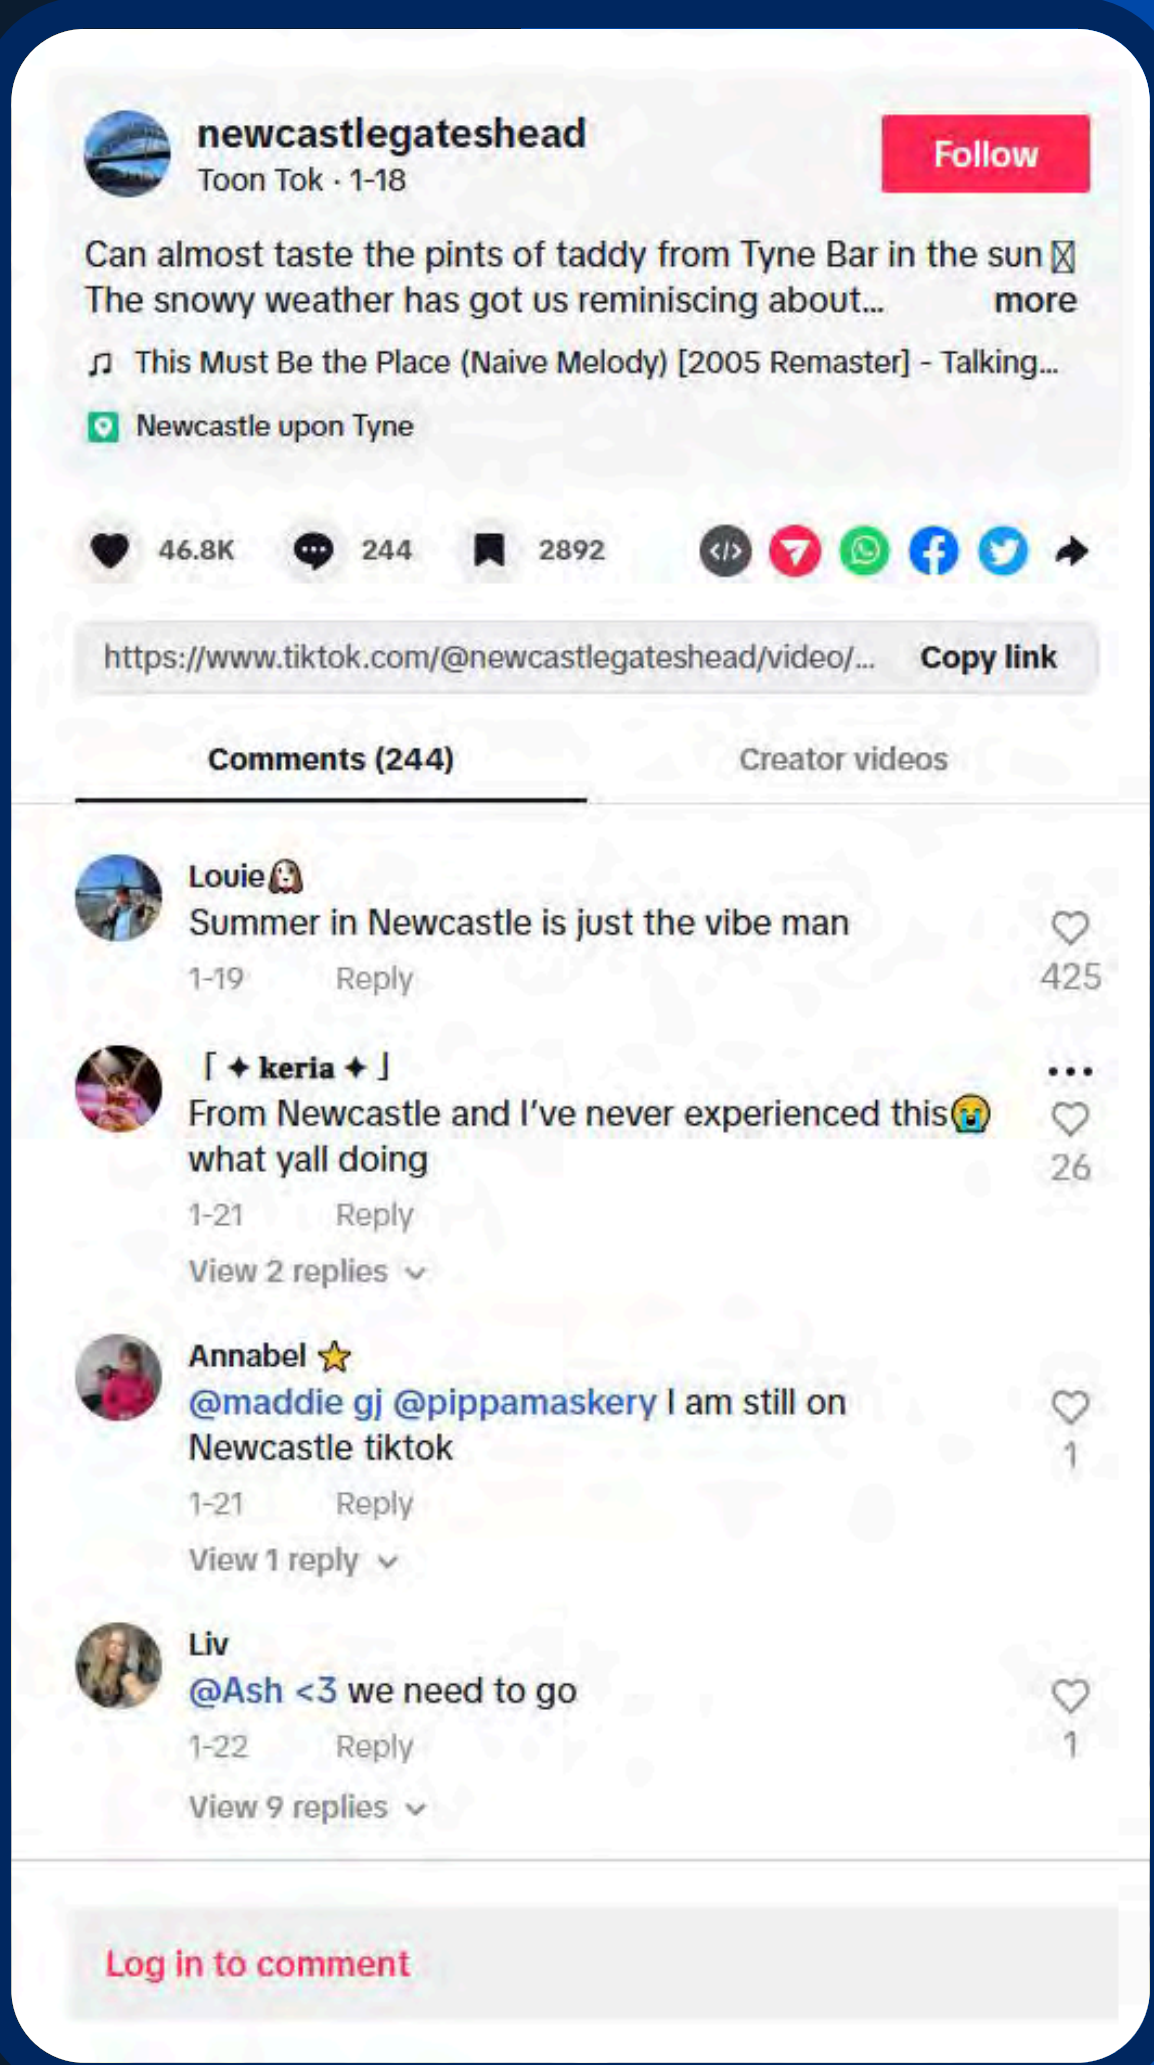 newcastlegateshead
Toon Tok · 1-18
Follow
Can almost taste the pints of taddy from Tyne Bar in the sun
The snowy weather has got us reminiscing about... more
This Must Be the Place (Naive Melody) [2005 Remaster] - Talking...
Newcastle upon Tyne
46.8K 244 2892
https://www.tiktok.com/@newcastlegateshead/video/... Copy link
Comments (244) Creator videos
Louie
Summer in Newcastle is just the vibe man
1-19 Reply
425
「 ✦ keria ✦ 」
From Newcastle and I've never experienced this😭
what yall doing
1-21 Reply
26
View 2 replies
Annabel ⭐
@maddie gj @pippamaskery I am still on
Newcastle tiktok
1-21 Reply
1
View 1 reply
Liv
@Ash <3 we need to go
1-22 Reply
1
View 9 replies
Log in to comment